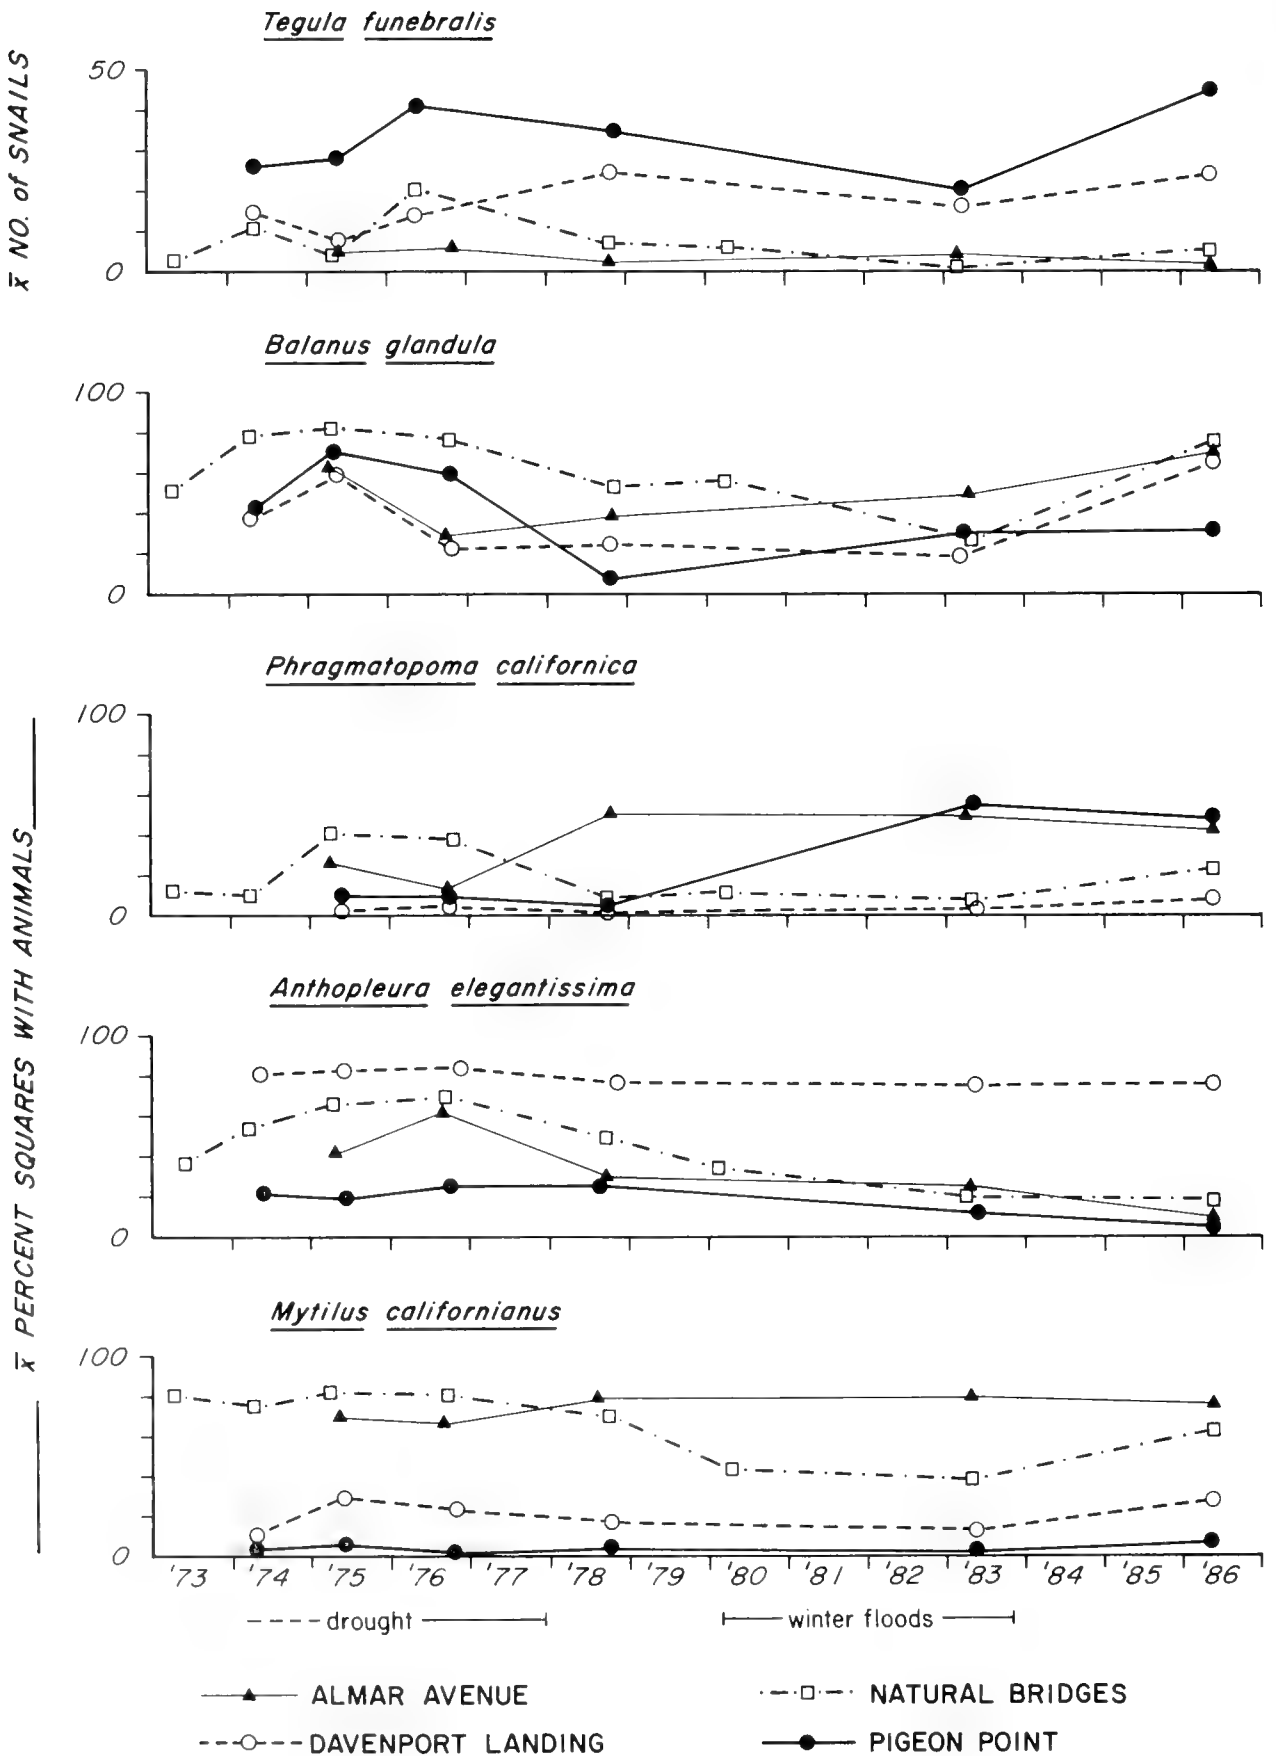 Tegula funebralis
x̄ NO. of SNAILS
50
0
Balanus glandula
100
0
Phragmatopoma californica
x̄ PERCENT SQUARES WITH ANIMALS
100
0
Anthopleura elegantissima
100
0
Mytilus californianus
100
0
'73 '74 '75 '76 '77 '78 '79 '80 '81 '82 '83 '84 '85 '86
drought winter floods
ALMAR AVENUE NATURAL BRIDGES
DAVENPORT LANDING PIGEON POINT